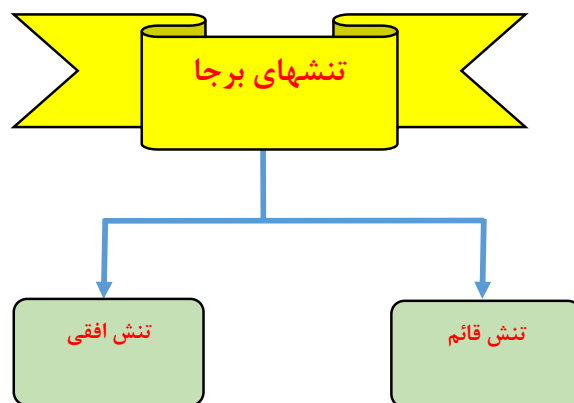 تنشهای برجا
تنش قائم
تنش افقی